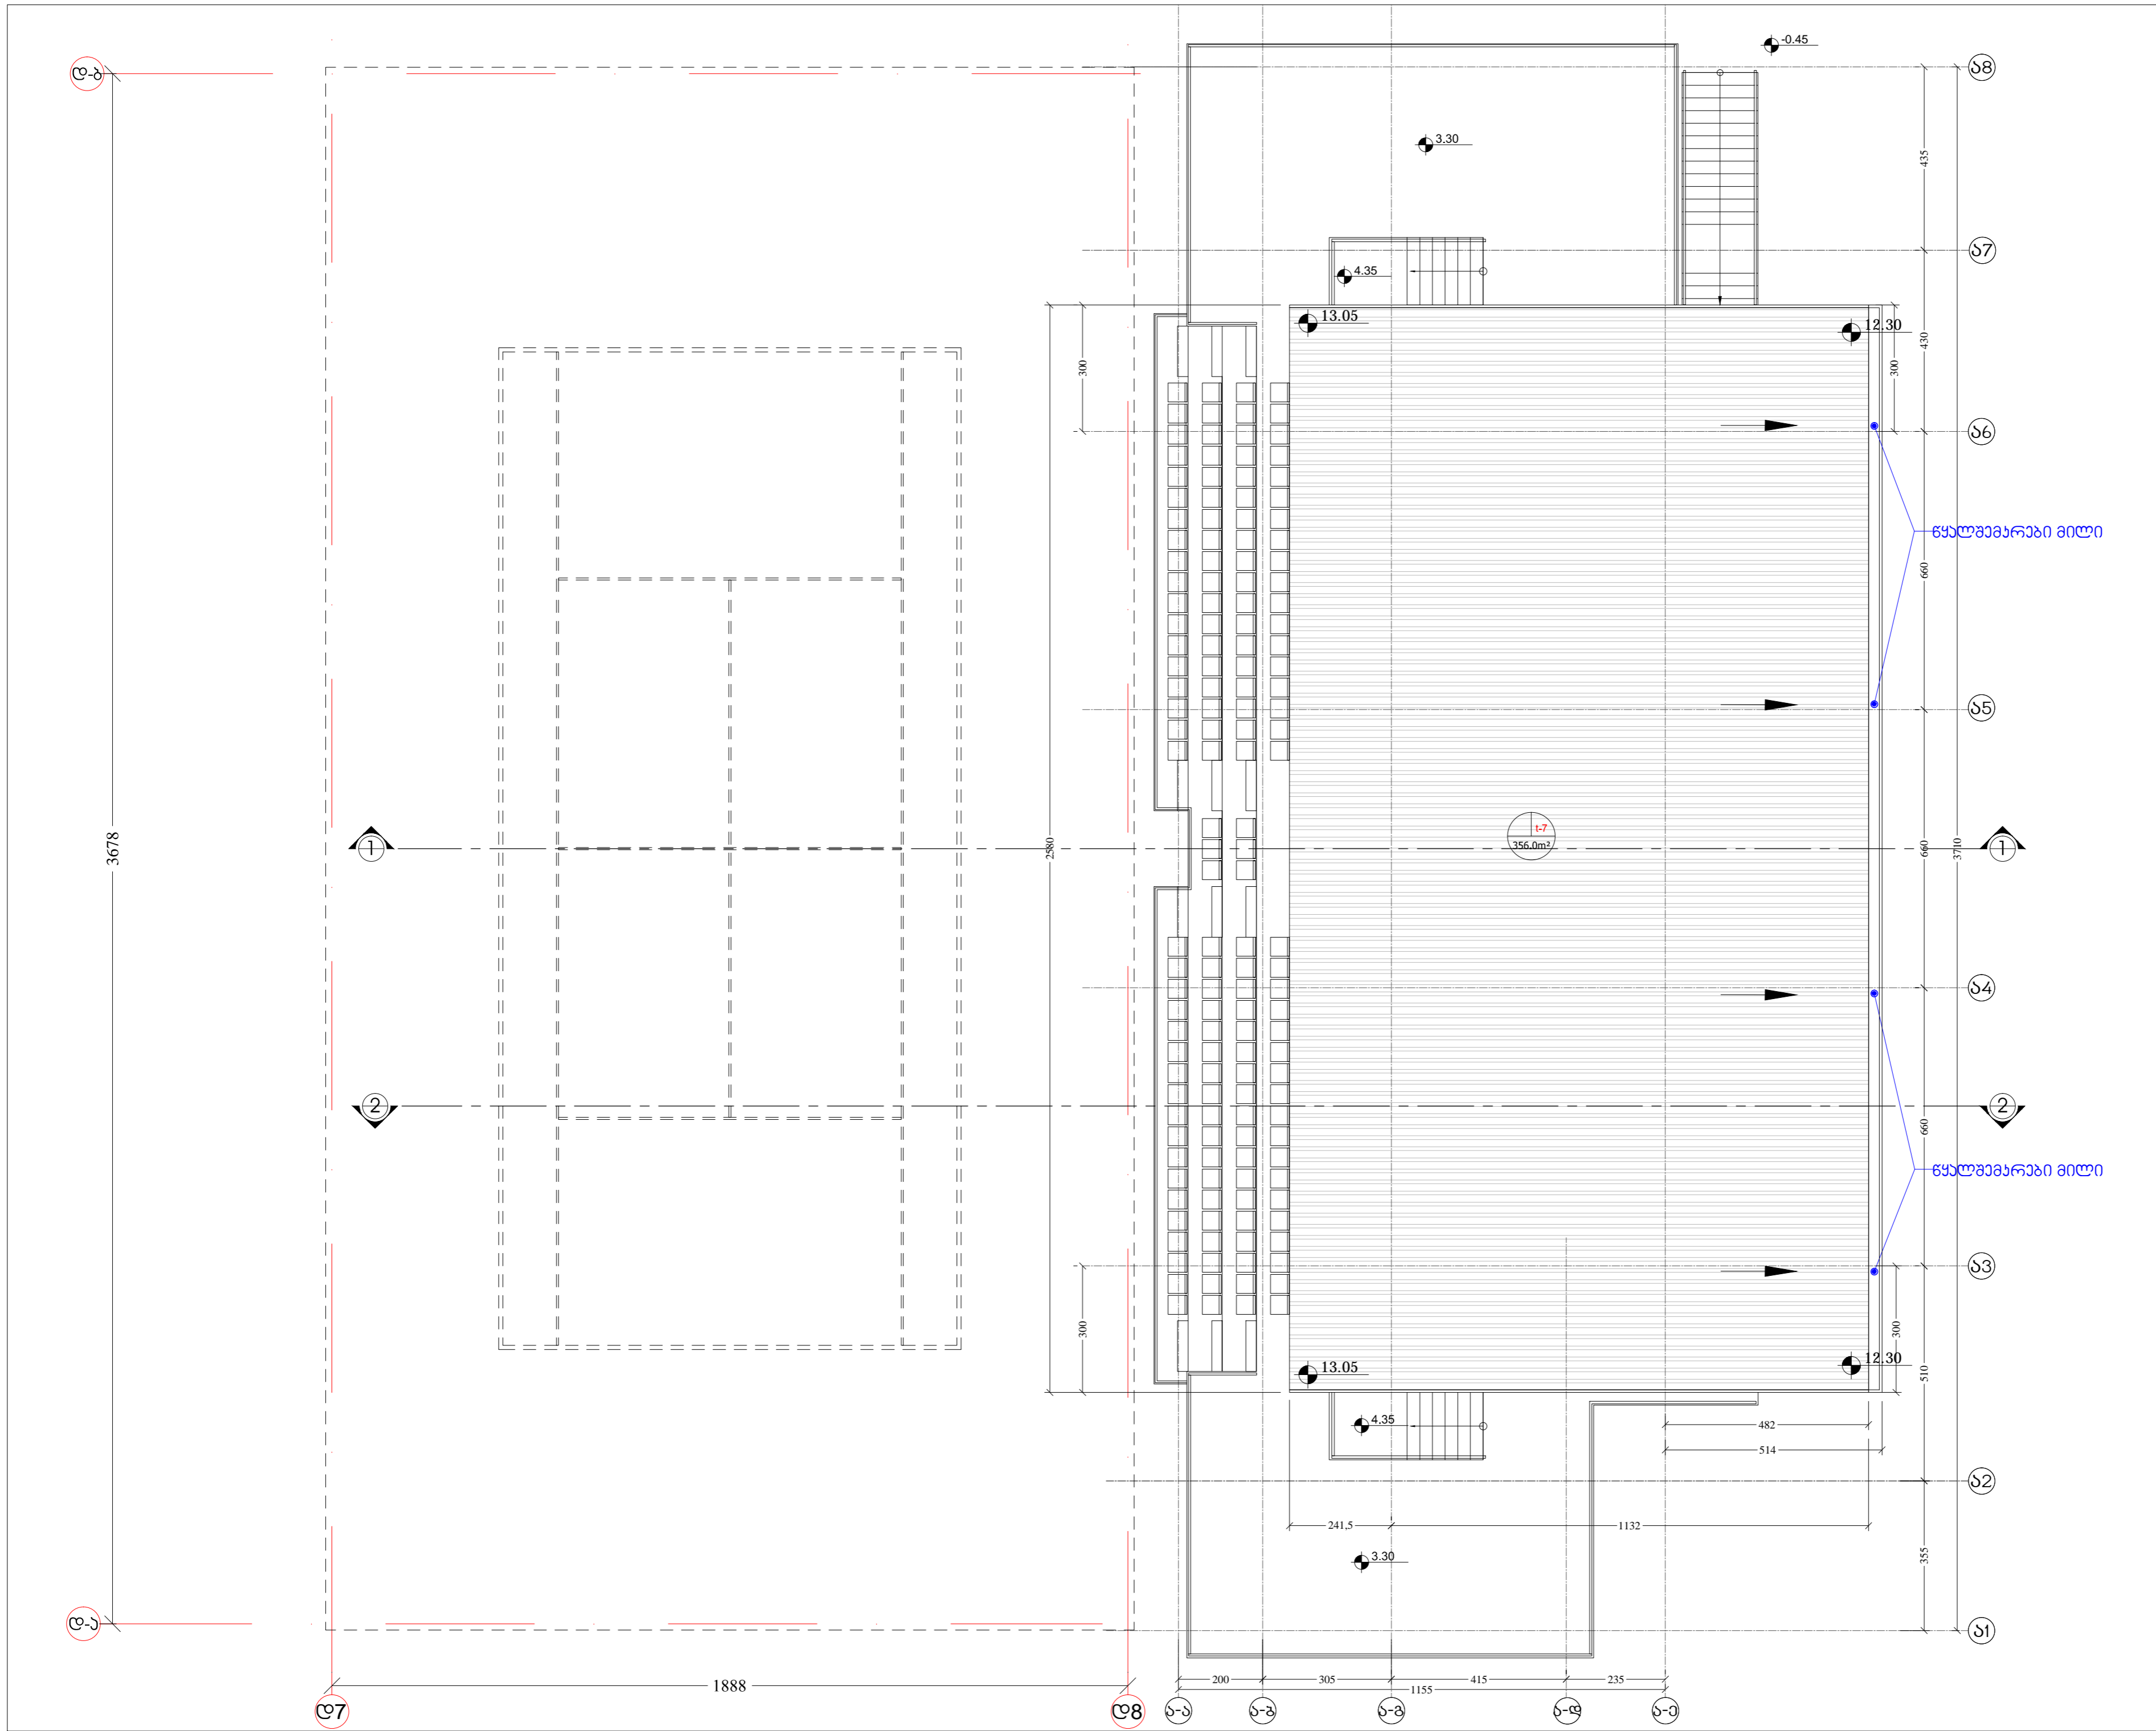 -0.45
დ-ბ
ა8
3.30
435
ა7
4.35
13.05
12.30
300
430
300
ა6
წყალშემკრები მილი
660
ა5
t-7
356.0m²
3678
1
2580
660
3710
1
ა4
2
2
660
წყალშემკრები მილი
ა3
300
300
13.05
12.30
510
4.35
482
514
ა2
241,5
1132
3.30
355
დ-ა
ა1
1888
200
305
415
235
1155
დ7
დ8
ა-ა
ა-გ
ა-დ
ა-ე